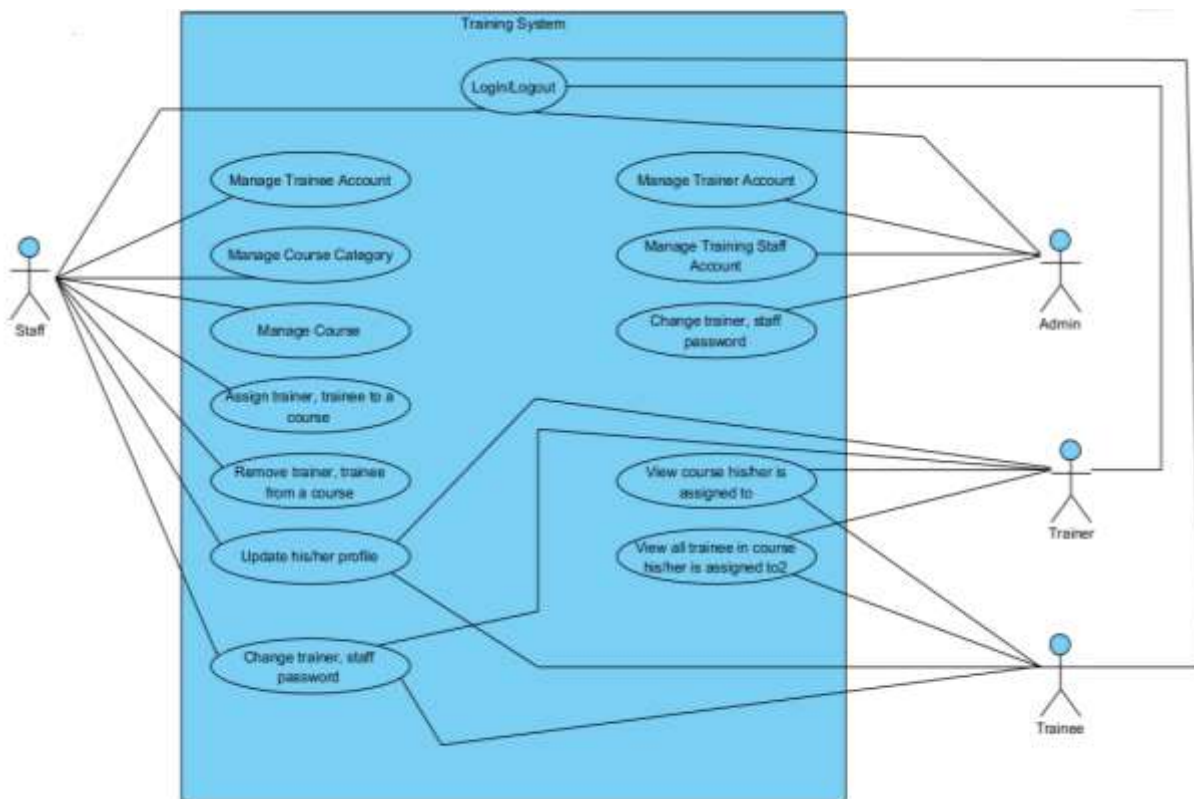 Training System
Login/Logout
Manage Trainee Account
Manage Trainer Account
Manage Course Category
Manage Training Staff
Account
Staff
Admin
Manage Course
Change trainer, staff
password
Assign trainer, trainee to a
course
Remove trainer, trainee
from a course
View course his/her is
assigned to
Trainer
Update his/her profile
View all trainee in course
his/her is assigned to2
Change trainer, staff
password
Trainee